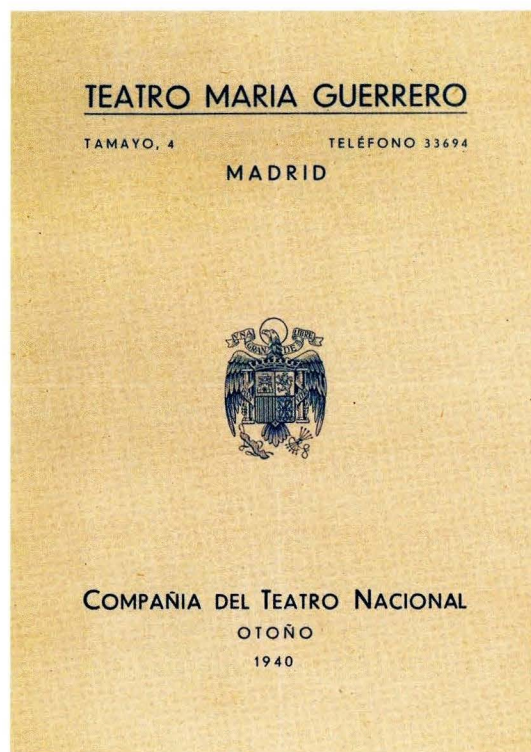 TEATRO MARIA GUERRERO
TAMAYO, 4 TELÉFONO 33694
MADRID
UNA GRANDE LIBRE
COMPAÑIA DEL TEATRO NACIONAL
OTOÑO
1940